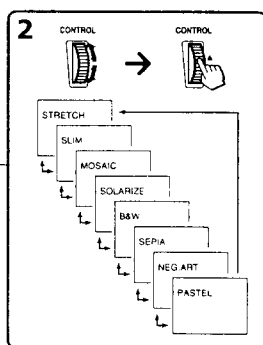 2
CONTROL CONTROL
STRETCH
SLIM
MOSAIC
SOLARIZE
B&W
SEPIA
NEG.ART
PASTEL